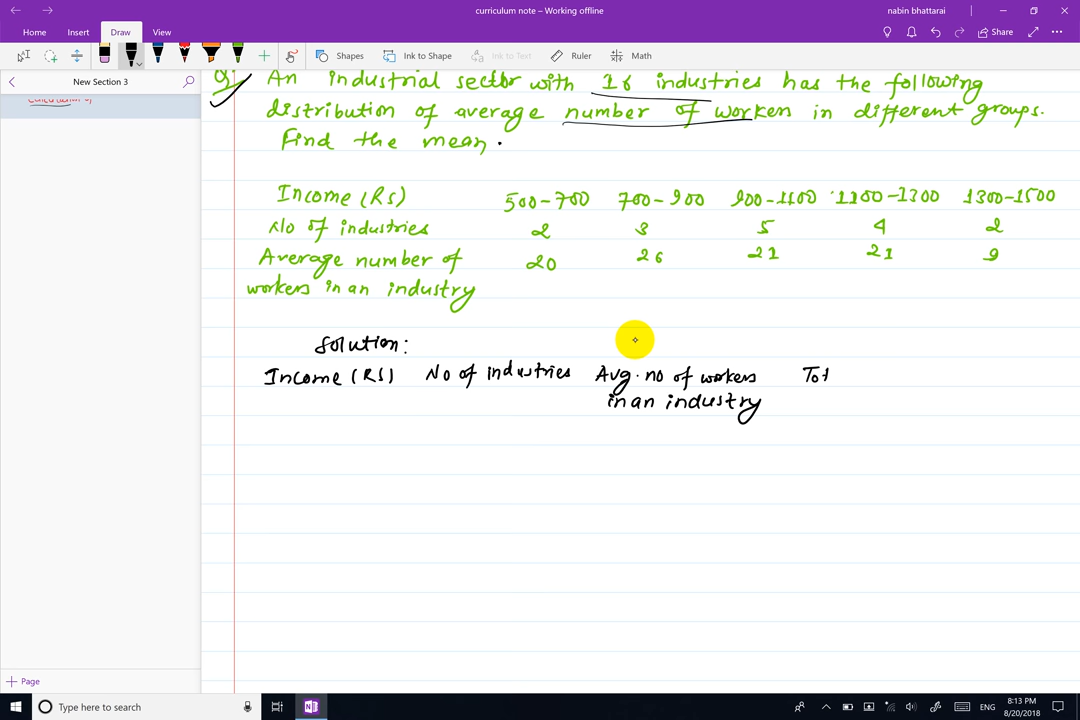 curriculum note – Working offline
nabin bhattarai
Home Insert Draw View
Share
Shapes Ink to Shape Ink to Text Ruler Math
New Section 3
Q. An industrial sector with 16 industries has the following
distribution of average number of workers in different groups.
Find the mean.
Income (RS) 500-700 700-900 900-1100 1100-1300 1300-1500
No of industries 2 3 5 4 2
Average number of 20 26 21 21 9
workers in an industry
Solution:
Income (RS) No of industries Avg. no of workers Tot
in an industry
Page
Type here to search
ENG
8:13 PM
8/20/2018